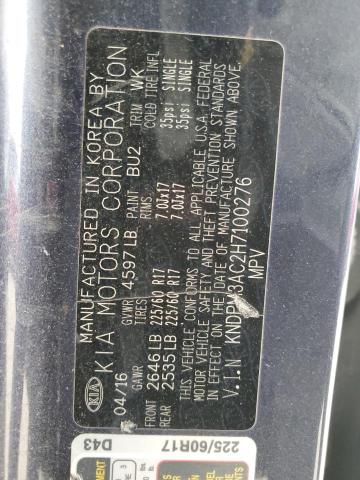 KIA
MANUFACTURED IN KOREA BY
KIA MOTORS CORPORATION
04/16 GVWR 4597 LB PAINT BU2 TRIM WK
GAWR TIRES RIMS COLD TIRE INFL
FRONT 2646 LB 225/60 R17 7.0Jx17 35psi SINGLE
REAR 2535 LB 225/60 R17 7.0Jx17 35psi SINGLE
THIS VEHICLE CONFORMS TO ALL APPLICABLE U.S.A. FEDERAL
MOTOR VEHICLE SAFETY AND THEFT PREVENTION STANDARDS
IN EFFECT ON THE DATE OF MANUFACTURE SHOWN ABOVE.
V.I.N AC2H7100276
MPV
225/60R17 D43